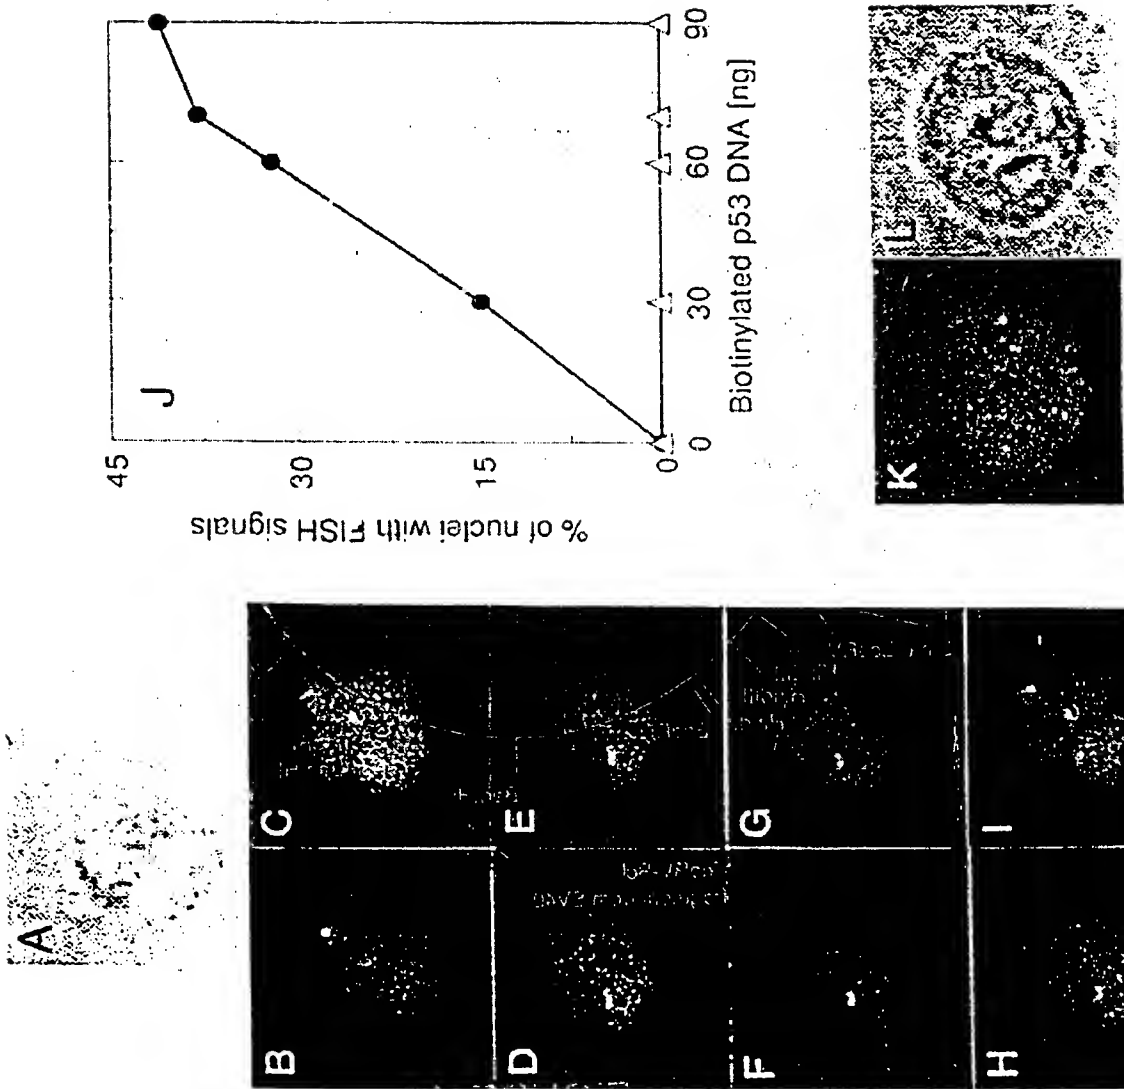 A
B
C
D
E
F
G
H
I
J
% of nuclei with FISH signals
45
30
15
0
0
30
60
90
Biotinylated p53 DNA [ng]
K
L